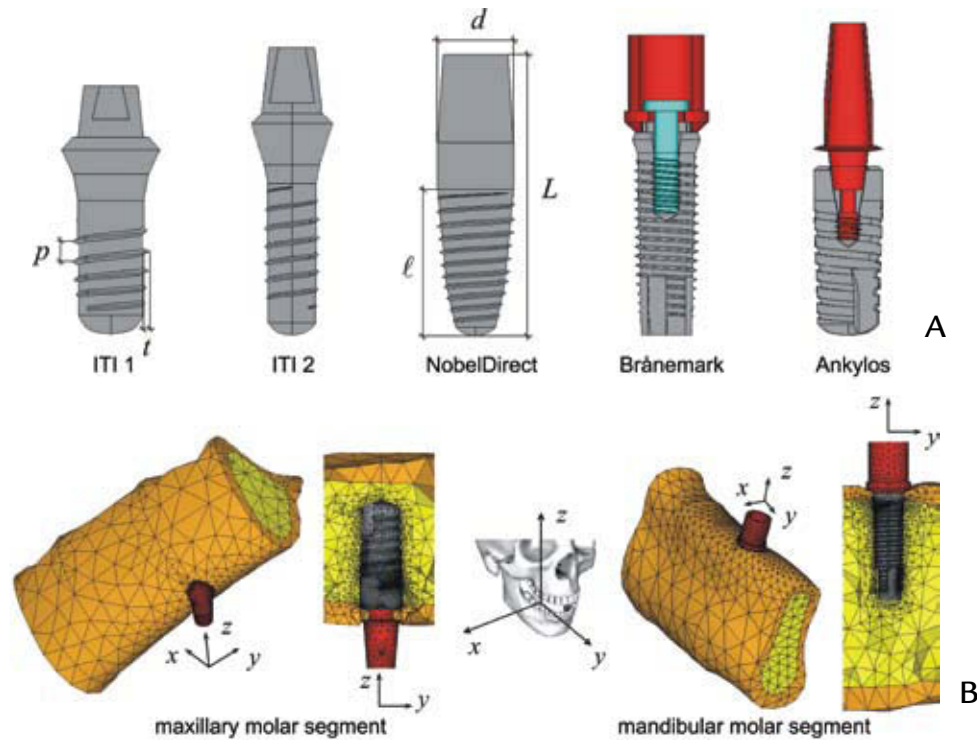 d
L
p
ℓ
t
A
ITI 1
ITI 2
NobelDirect
Brånemark
Ankylos
z
y
z
x
y
z
x
y
z
x
y
z
y
B
maxillary molar segment
mandibular molar segment